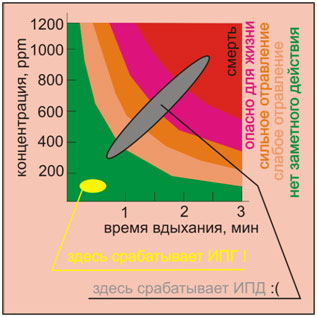 концентрация, ppm
1200
1000
800
600
400
200
1 2 3
время вдыхания, мин
смерть
опасно для жизни
сильное отравление
слабое отравление
нет заметного действия
здесь срабатывает ИПГ !
здесь срабатывает ИПД :(